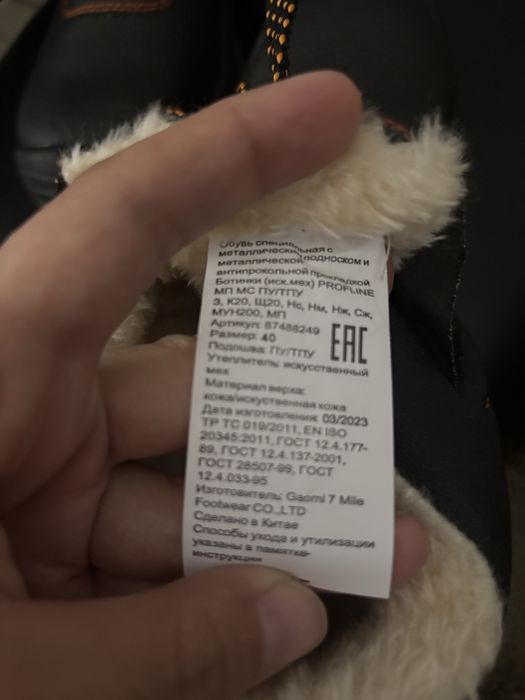 Обувь специальная с
металлическим подноском и
металлической
антипрокольной прокладкой
Ботинки (иск.мех) PROFLINE
МП МС ПУ/ТПУ
З, К20, Щ20, Нс, Нм, Нж, Сж,
МУН200, МП
Артикул: 87488249
Размер: 40
EAC
Подошва: ПУ/ТПУ
Утеплитель: искусственный
мех
Материал верха:
кожа/искуственная кожа
Дата изготовления: 03/2023
ТР ТС 019/2011, EN ISO
20345:2011, ГОСТ 12.4.177-
89, ГОСТ 12.4.137-2001,
ГОСТ 28507-99, ГОСТ
12.4.033-95
Изготовитель: Gaomi 7 Mile
Footwear CO.,LTD
Сделано в Китае
Способы ухода и утилизации
указаны в памятке-
инструкции